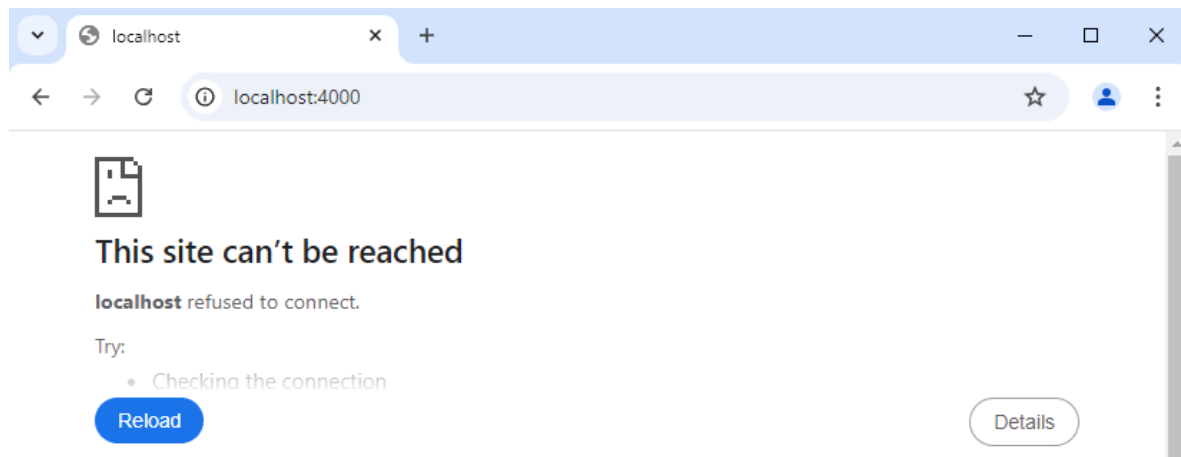 localhost
localhost:4000
This site can’t be reached
localhost refused to connect.
Try:
• Checking the connection
Reload
Details